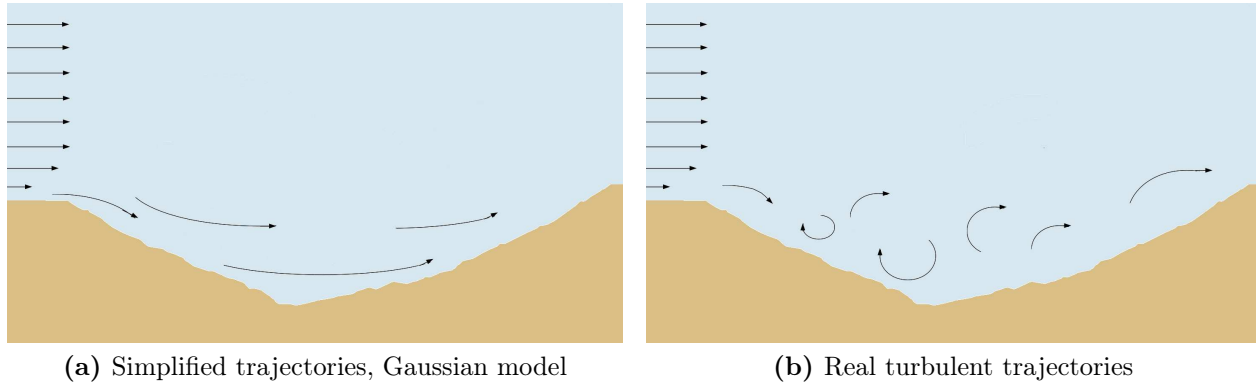 (a) Simplified trajectories, Gaussian model
(b) Real turbulent trajectories